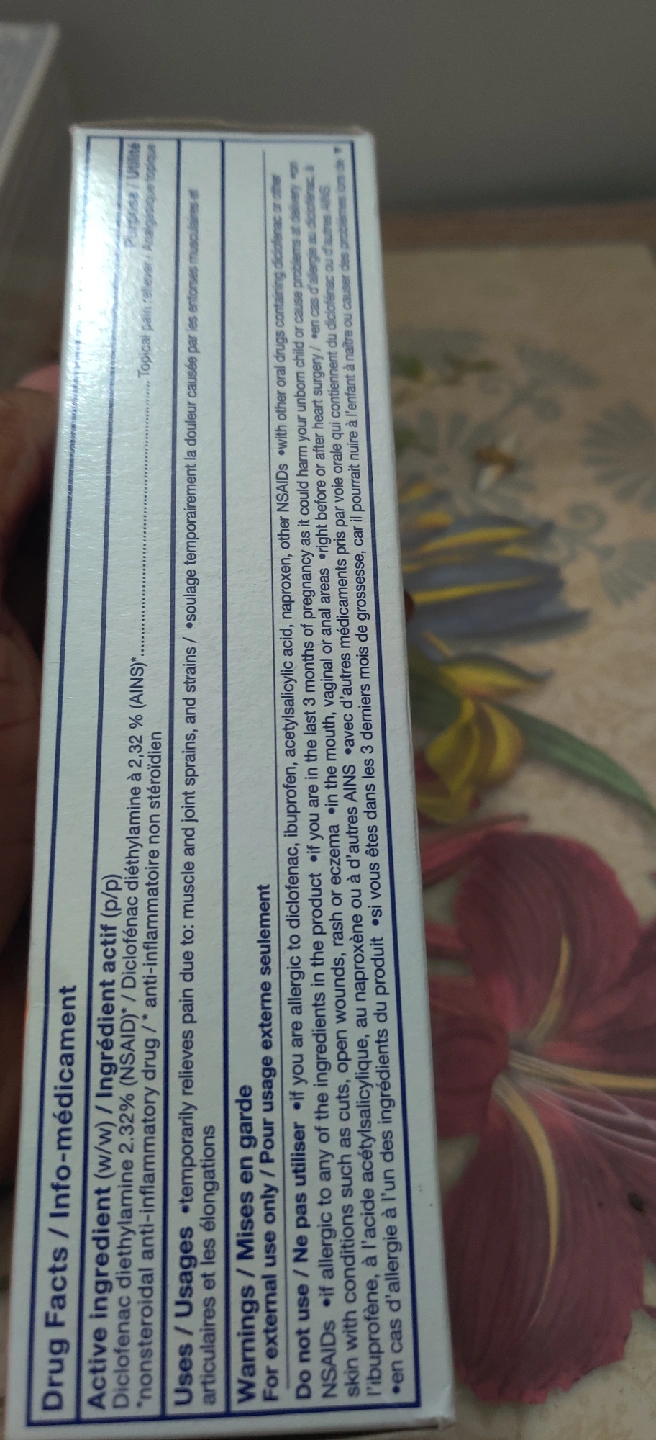 Drug Facts / Info-médicament
Active ingredient (w/w) / Ingrédient actif (p/p) Purpose / Utilité
Diclofenac diethylamine 2.32% (NSAID)* / Diclofénac diéthylamine à 2,32 % (AINS)*.......... Topical pain reliever / Analgésique topique
*nonsteroidal anti-inflammatory drug / * anti-inflammatoire non stéroïdien
Uses / Usages •temporarily relieves pain due to: muscle and joint sprains, and strains / •soulage temporairement la douleur causée par les entorses musculaires et
articulaires et les élongations
Warnings / Mises en garde
For external use only / Pour usage externe seulement
Do not use / Ne pas utiliser •if you are allergic to diclofenac, ibuprofen, acetylsalicylic acid, naproxen, other NSAIDs •with other oral drugs containing diclofenac or other
NSAIDs •if allergic to any of the ingredients in the product •if you are in the last 3 months of pregnancy as it could harm your unborn child or cause problems at delivery •on
skin with conditions such as cuts, open wounds, rash or eczema •in the mouth, vaginal or anal areas •right before or after heart surgery / •en cas d'allergie au diclofénac, à
l'ibuprofène, à l'acide acétylsalicylique, au naproxène ou à d'autres AINS •avec d'autres médicaments pris par voie orale qui contiennent du diclofénac ou d'autres AINS
•en cas d'allergie à l'un des ingrédients du produit •si vous êtes dans les 3 derniers mois de grossesse, car il pourrait nuire à l'enfant à naître ou causer des problèmes lors de ▼